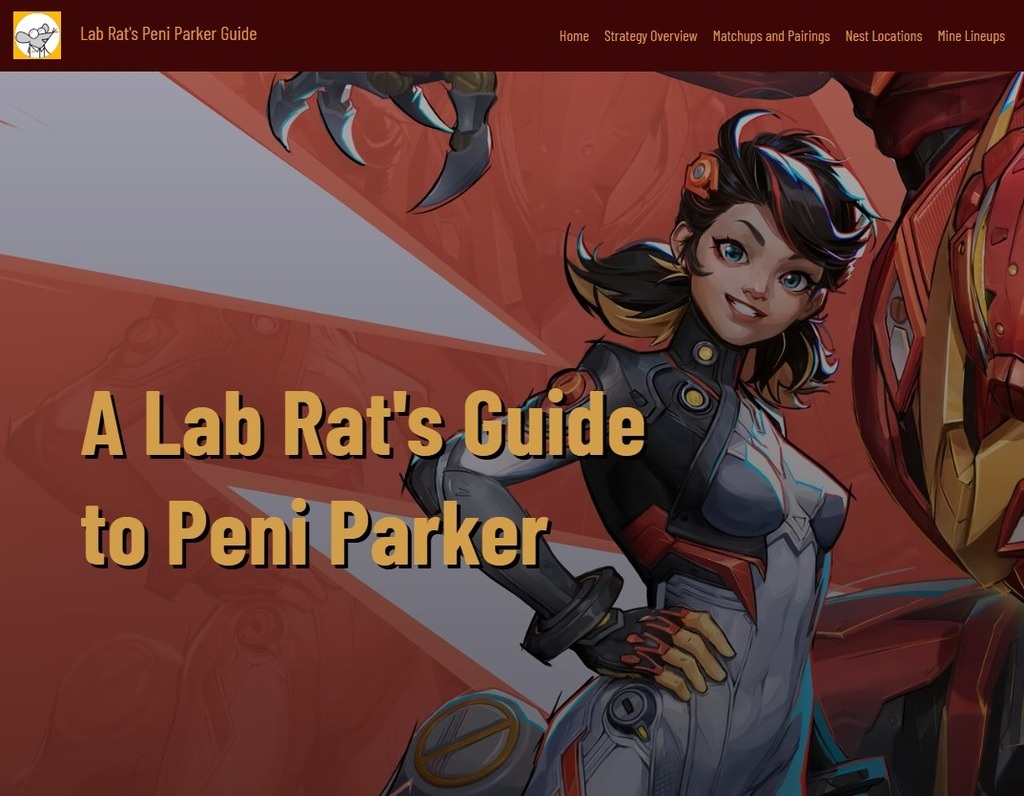 Lab Rat's Peni Parker Guide
Home Strategy Overview Matchups and Pairings Nest Locations Mine Lineups
A Lab Rat's Guide
to Peni Parker